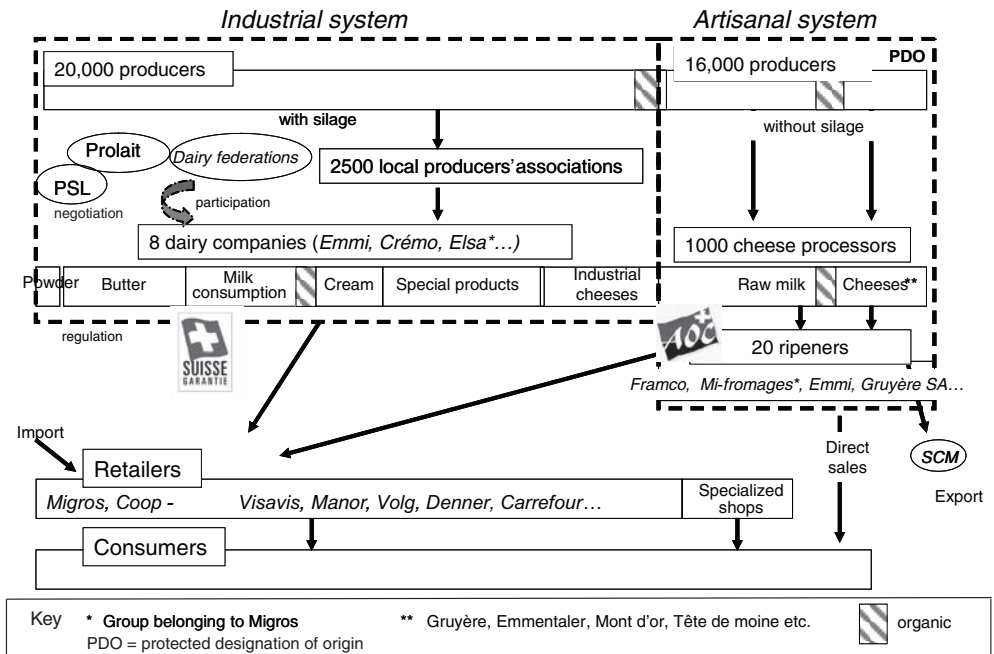 Industrial system
Artisanal system
PDO
20,000 producers
16,000 producers
with silage
without silage
Prolait
Dairy federations
2500 local producers' associations
PSL
negotiation
participation
8 dairy companies (Emmi, Crémo, Elsa*…)
1000 cheese processors
Powder
Butter
Milk
consumption
Cream
Special products
Industrial
cheeses
Raw milk
Cheeses**
regulation
SUISSE
GARANTIE
AOC
20 ripeners
Framco, Mi-fromages*, Emmi, Gruyère SA…
Import
Direct
sales
SCM
Export
Retailers
Migros, Coop - Visavis, Manor, Volg, Denner, Carrefour…
Specialized
shops
Consumers
Key * Group belonging to Migros ** Gruyère, Emmentaler, Mont d'or, Tête de moine etc. organic
PDO = protected designation of origin